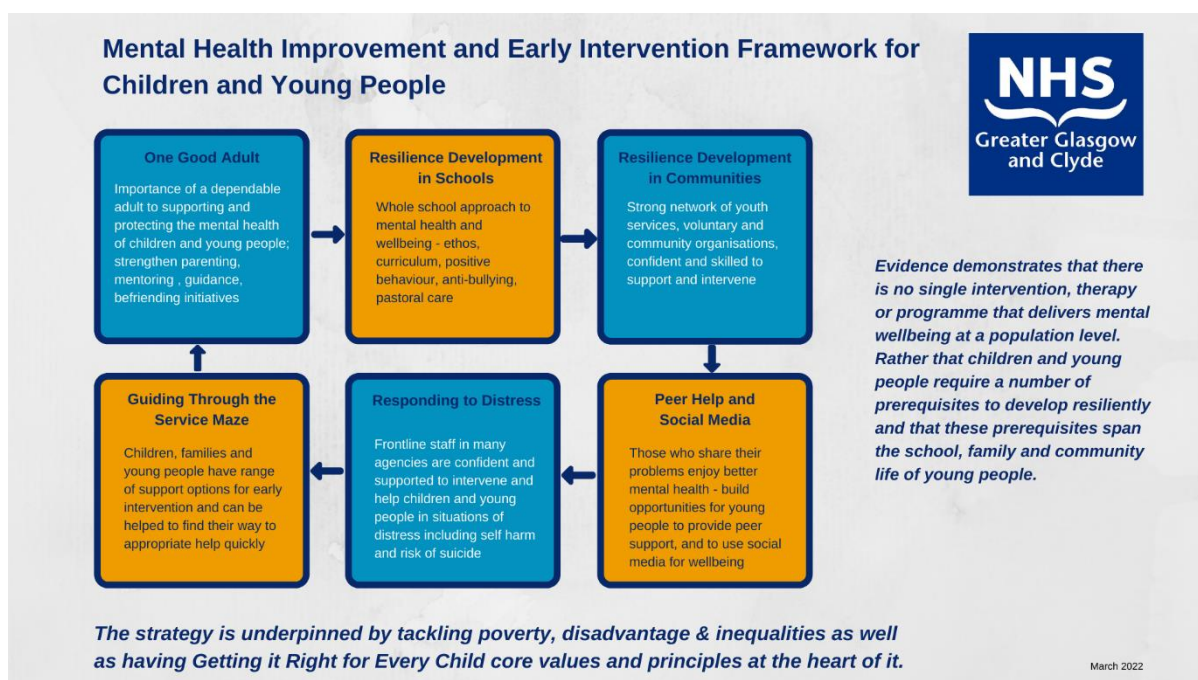 Mental Health Improvement and Early Intervention Framework for
Children and Young People
NHS
Greater Glasgow
and Clyde
One Good Adult
Importance of a dependable
adult to supporting and
protecting the mental health
of children and young people;
strengthen parenting,
mentoring , guidance,
befriending initiatives
Resilience Development
in Schools
Whole school approach to
mental health and
wellbeing - ethos,
curriculum, positive
behaviour, anti-bullying,
pastoral care
Resilience Development
in Communities
Strong network of youth
services, voluntary and
community organisations,
confident and skilled to
support and intervene
Guiding Through the
Service Maze
Children, families and
young people have range
of support options for early
intervention and can be
helped to find their way to
appropriate help quickly
Responding to Distress
Frontline staff in many
agencies are confident and
supported to intervene and
help children and young
people in situations of
distress including self harm
and risk of suicide
Peer Help and
Social Media
Those who share their
problems enjoy better
mental health - build
opportunities for young
people to provide peer
support, and to use social
media for wellbeing
Evidence demonstrates that there
is no single intervention, therapy
or programme that delivers mental
wellbeing at a population level.
Rather that children and young
people require a number of
prerequisites to develop resiliently
and that these prerequisites span
the school, family and community
life of young people.
The strategy is underpinned by tackling poverty, disadvantage & inequalities as well
as having Getting it Right for Every Child core values and principles at the heart of it.
March 2022